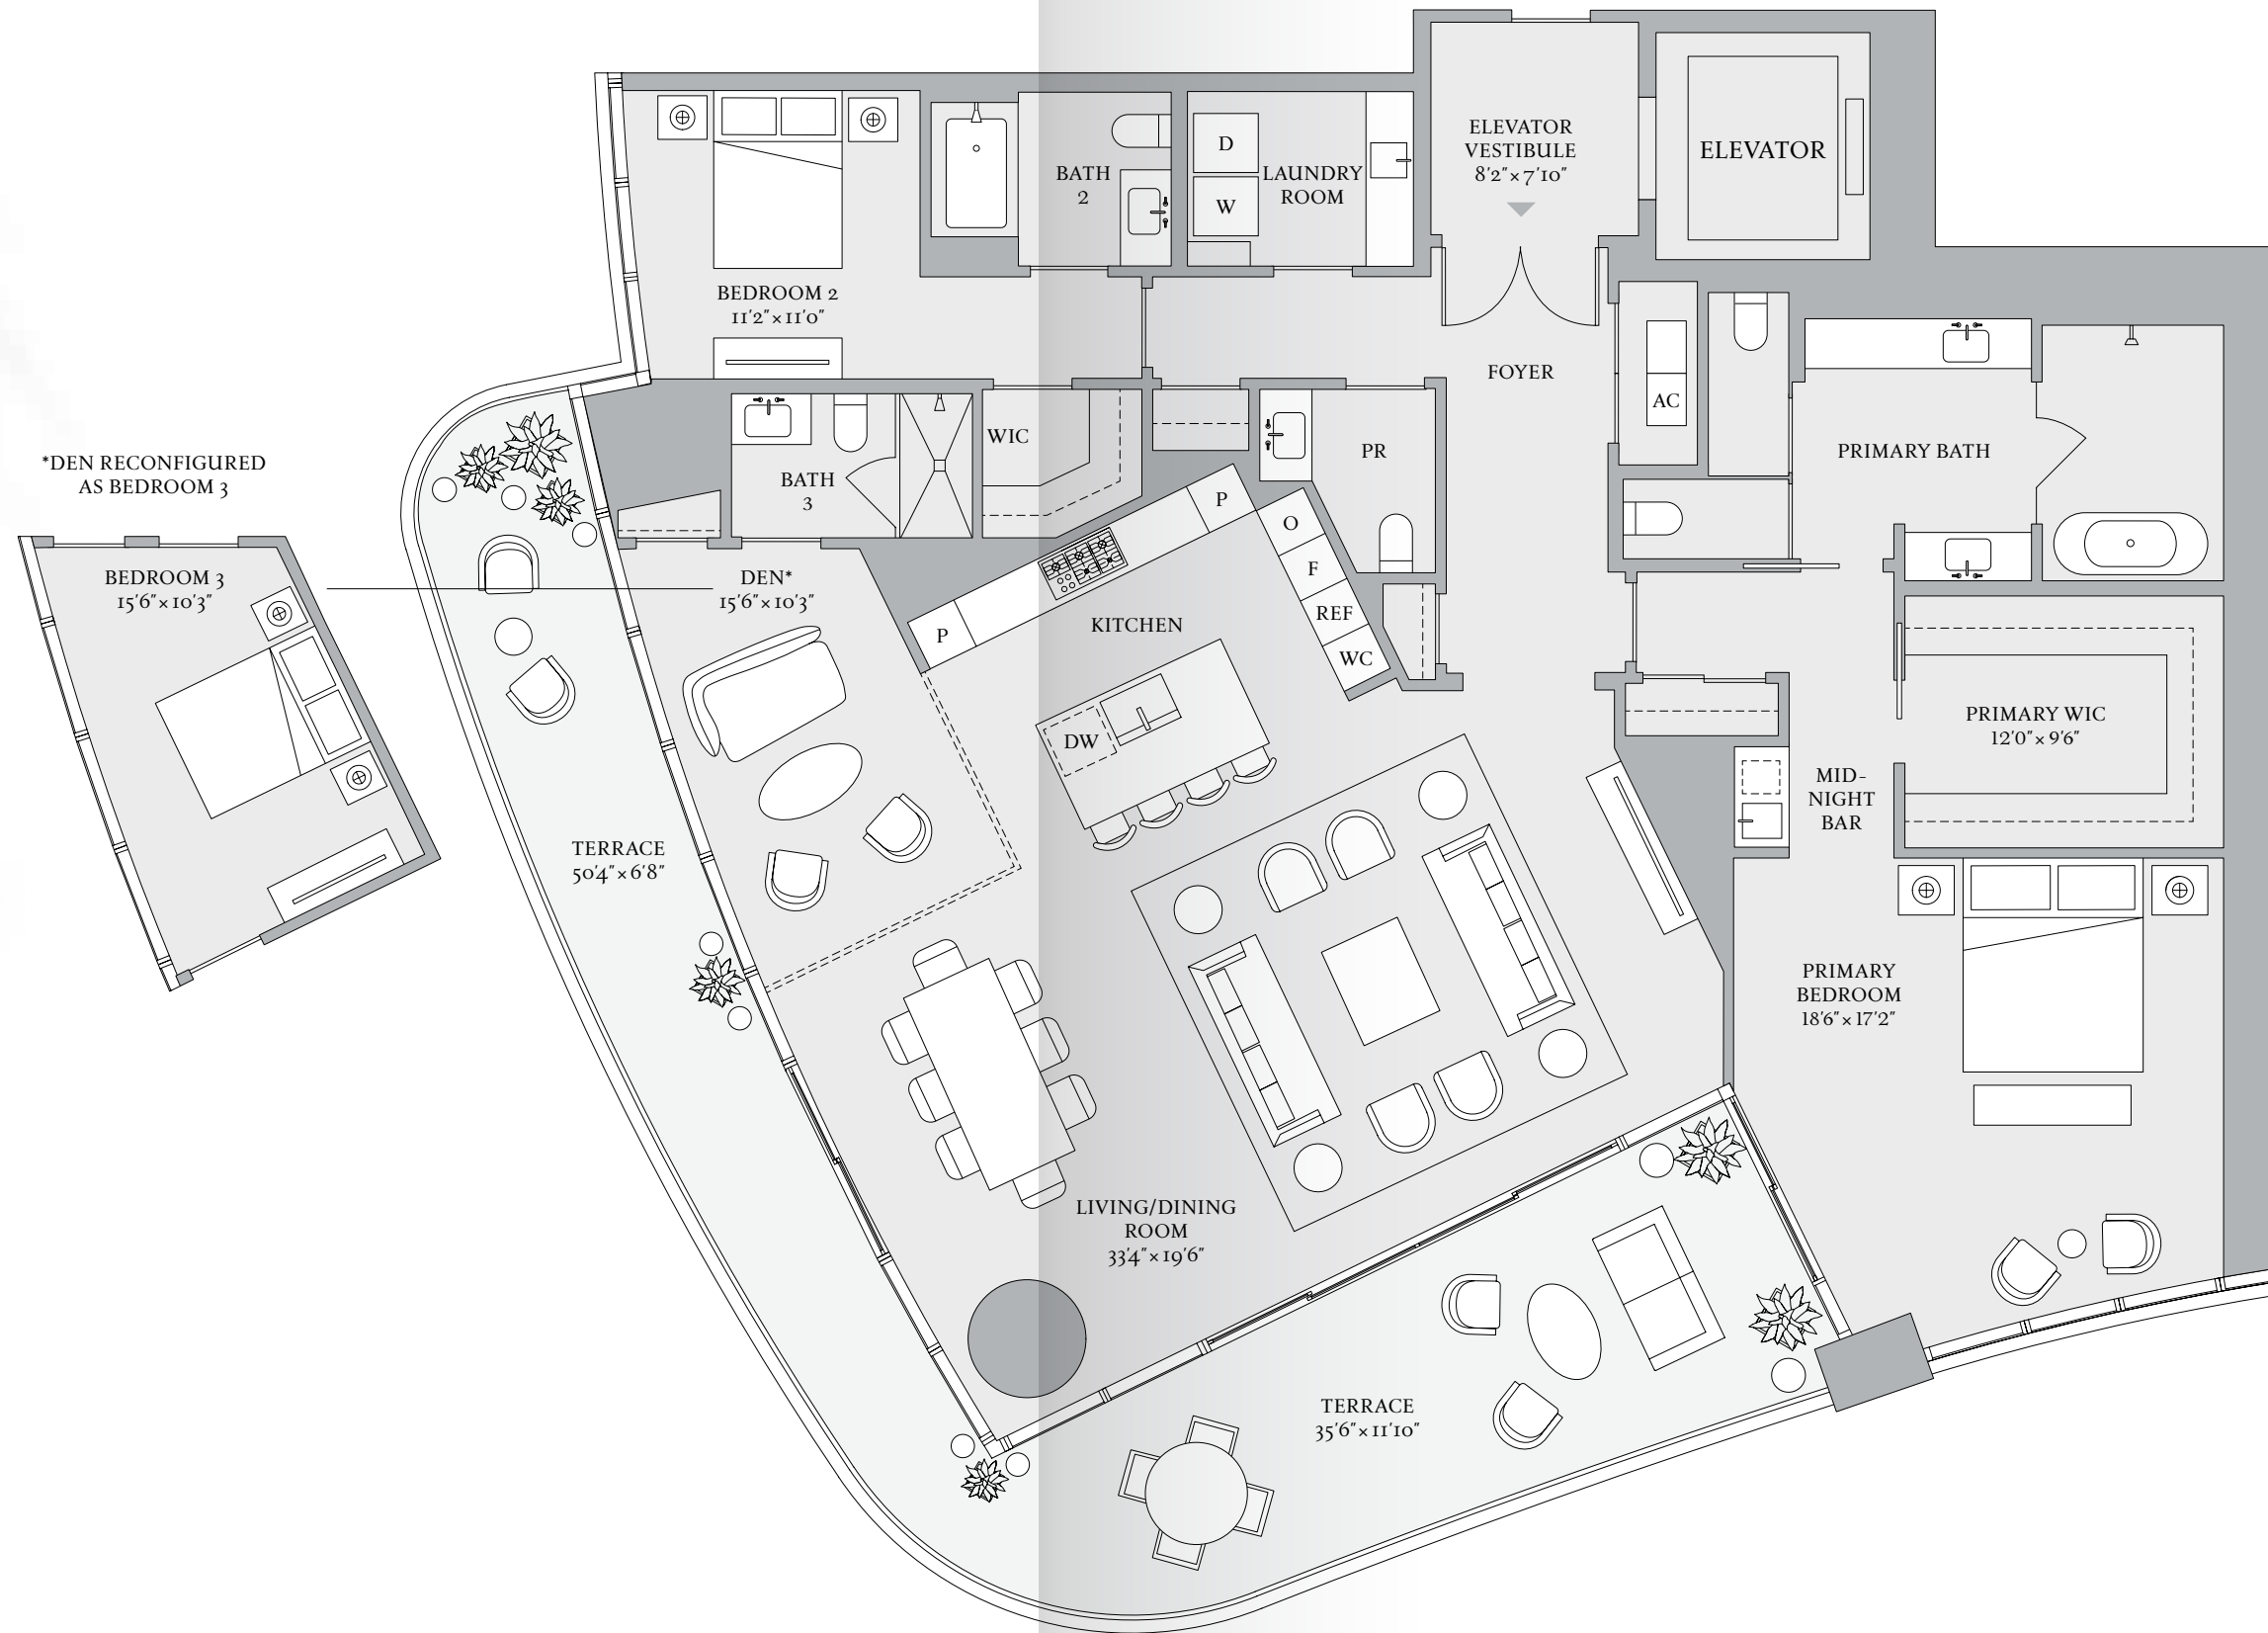 ELEVATOR
VESTIBULE
8'2"×7'10"
ELEVATOR
D
W
LAUNDRY
ROOM
BATH
2
BEDROOM 2
11'2"×11'0"
FOYER
AC
PRIMARY BATH
WIC
PR
BATH
3
*DEN RECONFIGURED
AS BEDROOM 3
BEDROOM 3
15'6"×10'3"
DEN*
15'6"×10'3"
P
P
O
F
REF
WC
KITCHEN
DW
PRIMARY WIC
12'0"×9'6"
MID-
NIGHT
BAR
TERRACE
50'4"×6'8"
PRIMARY
BEDROOM
18'6"×17'2"
LIVING/DINING
ROOM
33'4"×19'6"
TERRACE
35'6"×11'10"